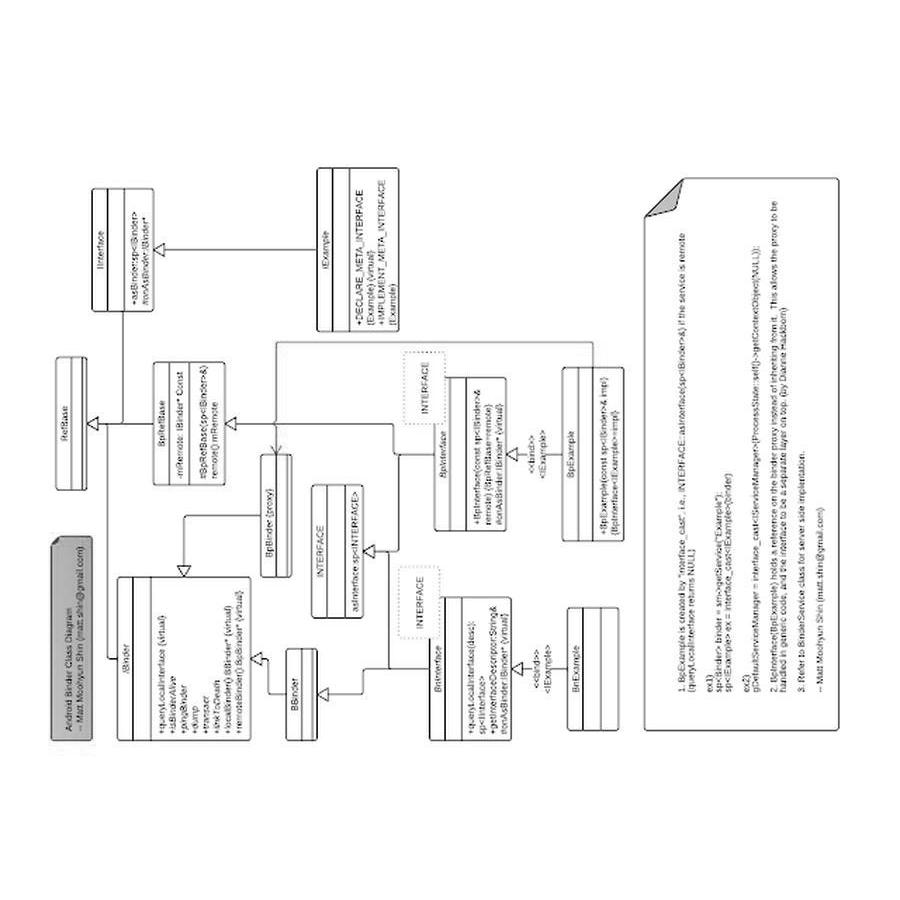 Android Binder Class Diagram
-- Matt Moohyun Shin (matt.shin@gmail.com)
RefBase
IInterface
+asBinder:sp<IBinder>
#onAsBinder:IBinder*
IBinder
+queryLocalInterface {virtual}
+isBinderAlive
+pingBinder
+dump
+transact
+linkToDeath
+localBinder() BBinder* {virtual}
+remoteBinder() BpBinder {virtual}
BpRefBase
-mRemote: IBinder* Const
#BpRefBase(sp<IBinder>&)
remote() mRemote
BpBinder {proxy}
BBinder
INTERFACE
asInterface:sp<INTERFACE>
IExample
+DECLARE_META_INTERFACE
(Example) {virtual}
+IMPLEMENT_META_INTERFACE
(Example)
INTERFACE
BnInterface
+queryLocalInterface(desc):
sp<IInterface>
+getInterfaceDescriptor:String&
#onAsBinder IBinder* {virtual}
INTERFACE
BpInterface
+BpInterface(const sp<IBinder>&
remote) {BpRefBase=remote}
#onAsBinder IBinder* {virtual}
<<bind>>
<IExample>
BnExample
<<bind>>
<IExample>
BpExample
+BpExample(const sp<IBinder>& impl)
{BpInterface<IExample>=impl}
1. BpExample is created by "interface_cast", i.e., INTERFACE::asInterface(sp<IBinder>&) if the service is remote
(queryLocalInterface returns NULL)
ex1)
sp<IBinder> binder = sm->getService("Example");
sp<IExample> ex = interface_cast<IExample>(binder)
ex2)
gDefaultServiceManager = interface_cast<IServiceManager>(ProcessState::self()->getContextObject(NULL));
2. BpInterface(BpExample) holds a reference on the binder proxy instead of inheriting from it. This allows the proxy to be
handled in generic code, and the interface to be a separate layer on top. (by Dianne Hackborn)
3. Refer to BinderService class for server side implentation.
-- Matt Moohyun Shin (matt.shin@gmail.com)